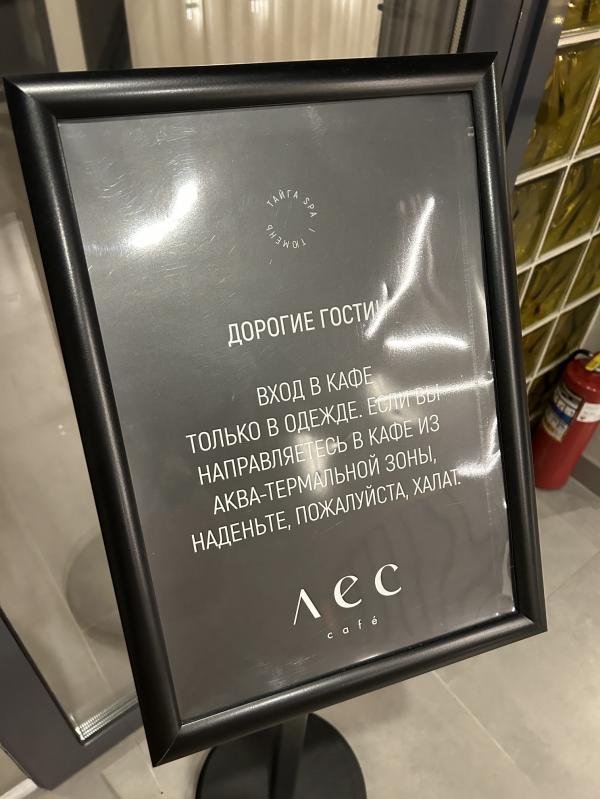 ТАЙГА SPA | ТЮМЕНЬ
ДОРОГИЕ ГОСТИ!
ВХОД В КАФЕ
ТОЛЬКО В ОДЕЖДЕ. ЕСЛИ ВЫ
НАПРАВЛЯЕТЕСЬ В КАФЕ ИЗ
АКВА-ТЕРМАЛЬНОЙ ЗОНЫ,
НАДЕНЬТЕ, ПОЖАЛУЙСТА, ХАЛАТ.
ЛЕС
café